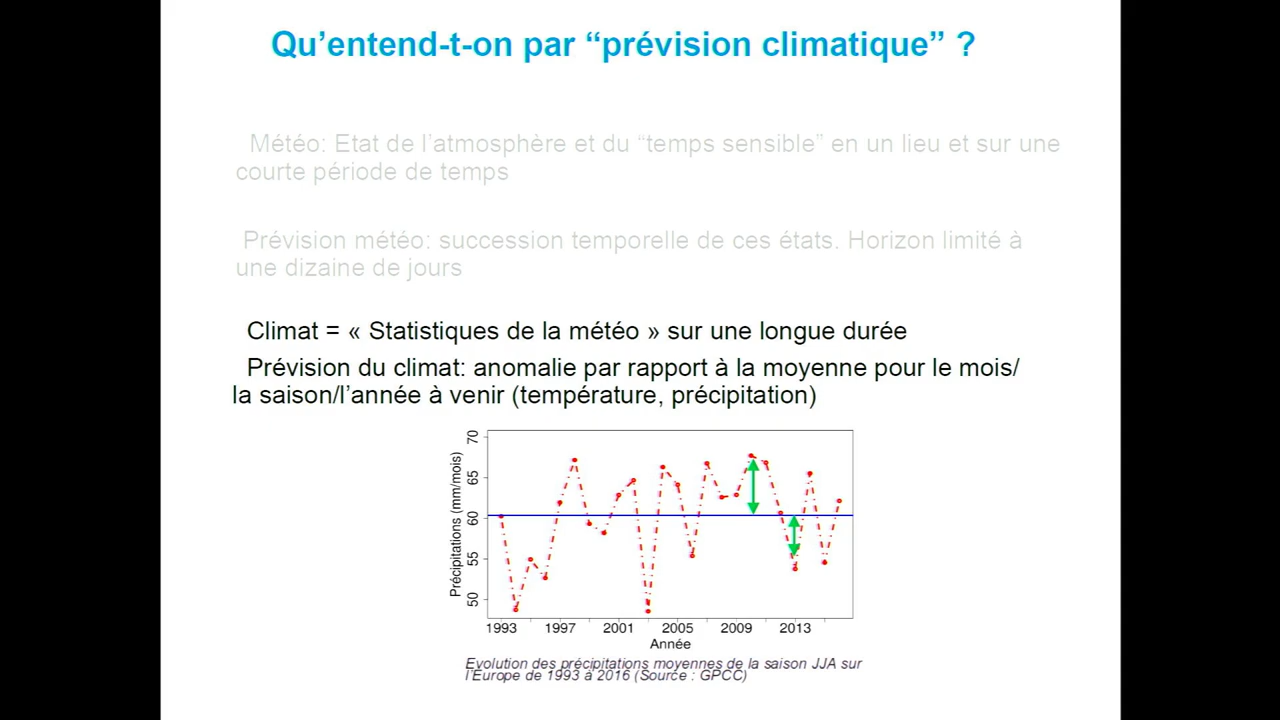 Qu’entend-t-on par “prévision climatique” ?
Météo: Etat de l’atmosphère et du “temps sensible” en un lieu et sur une
courte période de temps
Prévision météo: succession temporelle de ces états. Horizon limité à
une dizaine de jours
Climat = « Statistiques de la météo » sur une longue durée
Prévision du climat: anomalie par rapport à la moyenne pour le mois/
la saison/l’année à venir (température, précipitation)
Précipitations (mm/mois)
70
65
60
55
50
1993 1997 2001 2005 2009 2013
Année
Evolution des précipitations moyennes de la saison JJA sur
l’Europe de 1993 à 2016 (Source : GPCC)